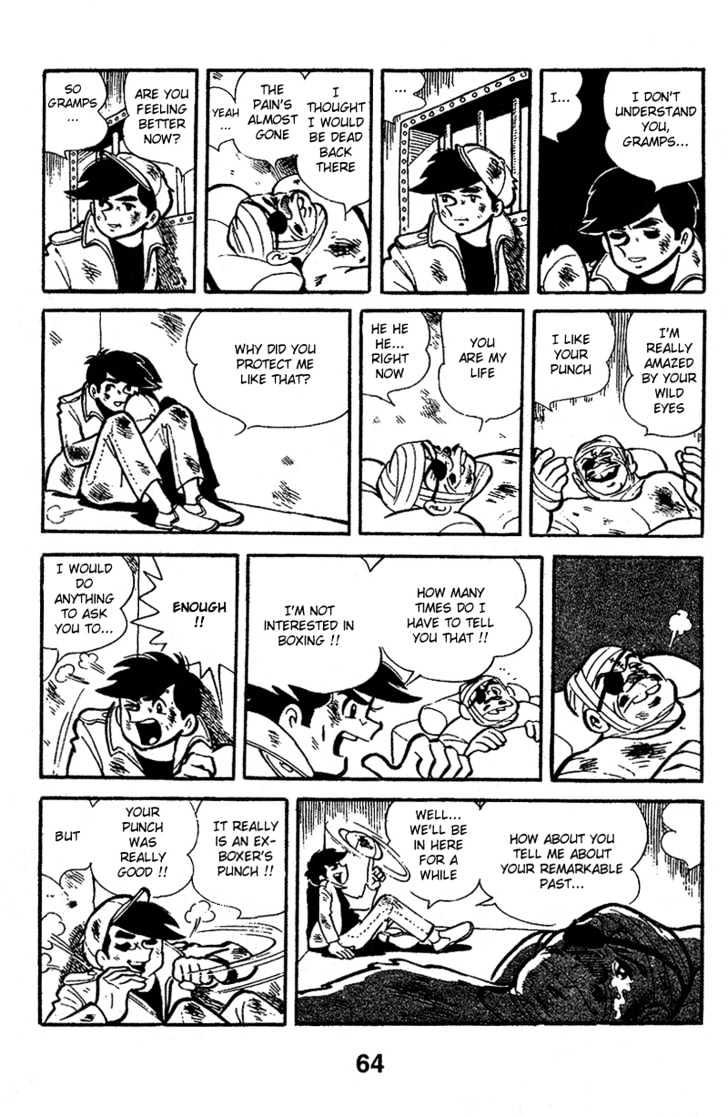 SO
GRAMPS
...
ARE YOU
FEELING
BETTER
NOW?
YEAH
...
THE
PAIN'S
ALMOST
GONE
I
THOUGHT
I WOULD
BE DEAD
BACK
THERE
...
I...
I DON'T
UNDERSTAND
YOU,
GRAMPS...
WHY DID YOU
PROTECT ME
LIKE THAT?
HE HE
HE...
RIGHT
NOW
YOU
ARE MY
LIFE
I LIKE
YOUR
PUNCH
I'M
REALLY
AMAZED
BY YOUR
WILD
EYES
I WOULD
DO
ANYTHING
TO ASK
YOU TO...
ENOUGH
!!
I'M NOT
INTERESTED IN
BOXING !!
HOW MANY
TIMES DO I
HAVE TO TELL
YOU THAT !!
BUT
YOUR
PUNCH
WAS
REALLY
GOOD !!
IT REALLY
IS AN EX-
BOXER'S
PUNCH !!
WELL...
WE'LL BE
IN HERE
FOR A
WHILE
HOW ABOUT YOU
TELL ME ABOUT
YOUR REMARKABLE
PAST...
64